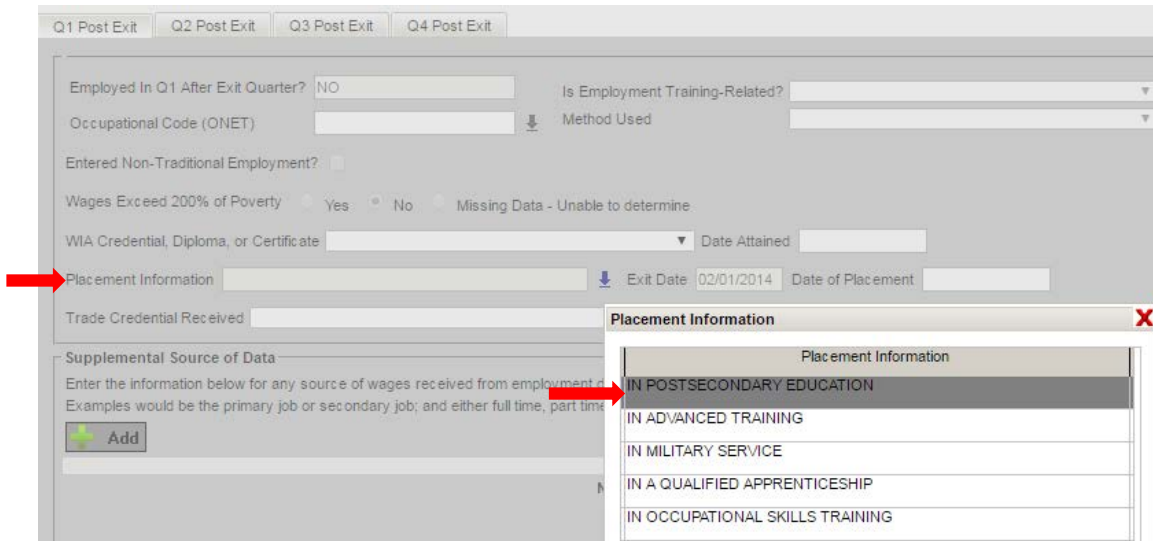 Q1 Post Exit Q2 Post Exit Q3 Post Exit Q4 Post Exit
Employed In Q1 After Exit Quarter? NO Is Employment Training-Related?
Occupational Code (ONET) Method Used
Entered Non-Traditional Employment?
Wages Exceed 200% of Poverty Yes No Missing Data - Unable to determine
WIA Credential, Diploma, or Certificate Date Attained
Placement Information Exit Date 02/01/2014 Date of Placement
Trade Credential Received
Supplemental Source of Data
Enter the information below for any source of wages received from employment
Examples would be the primary job or secondary job; and either full time, part time
Add
Placement Information X
Placement Information
IN POSTSECONDARY EDUCATION
IN ADVANCED TRAINING
IN MILITARY SERVICE
IN A QUALIFIED APPRENTICESHIP
IN OCCUPATIONAL SKILLS TRAINING